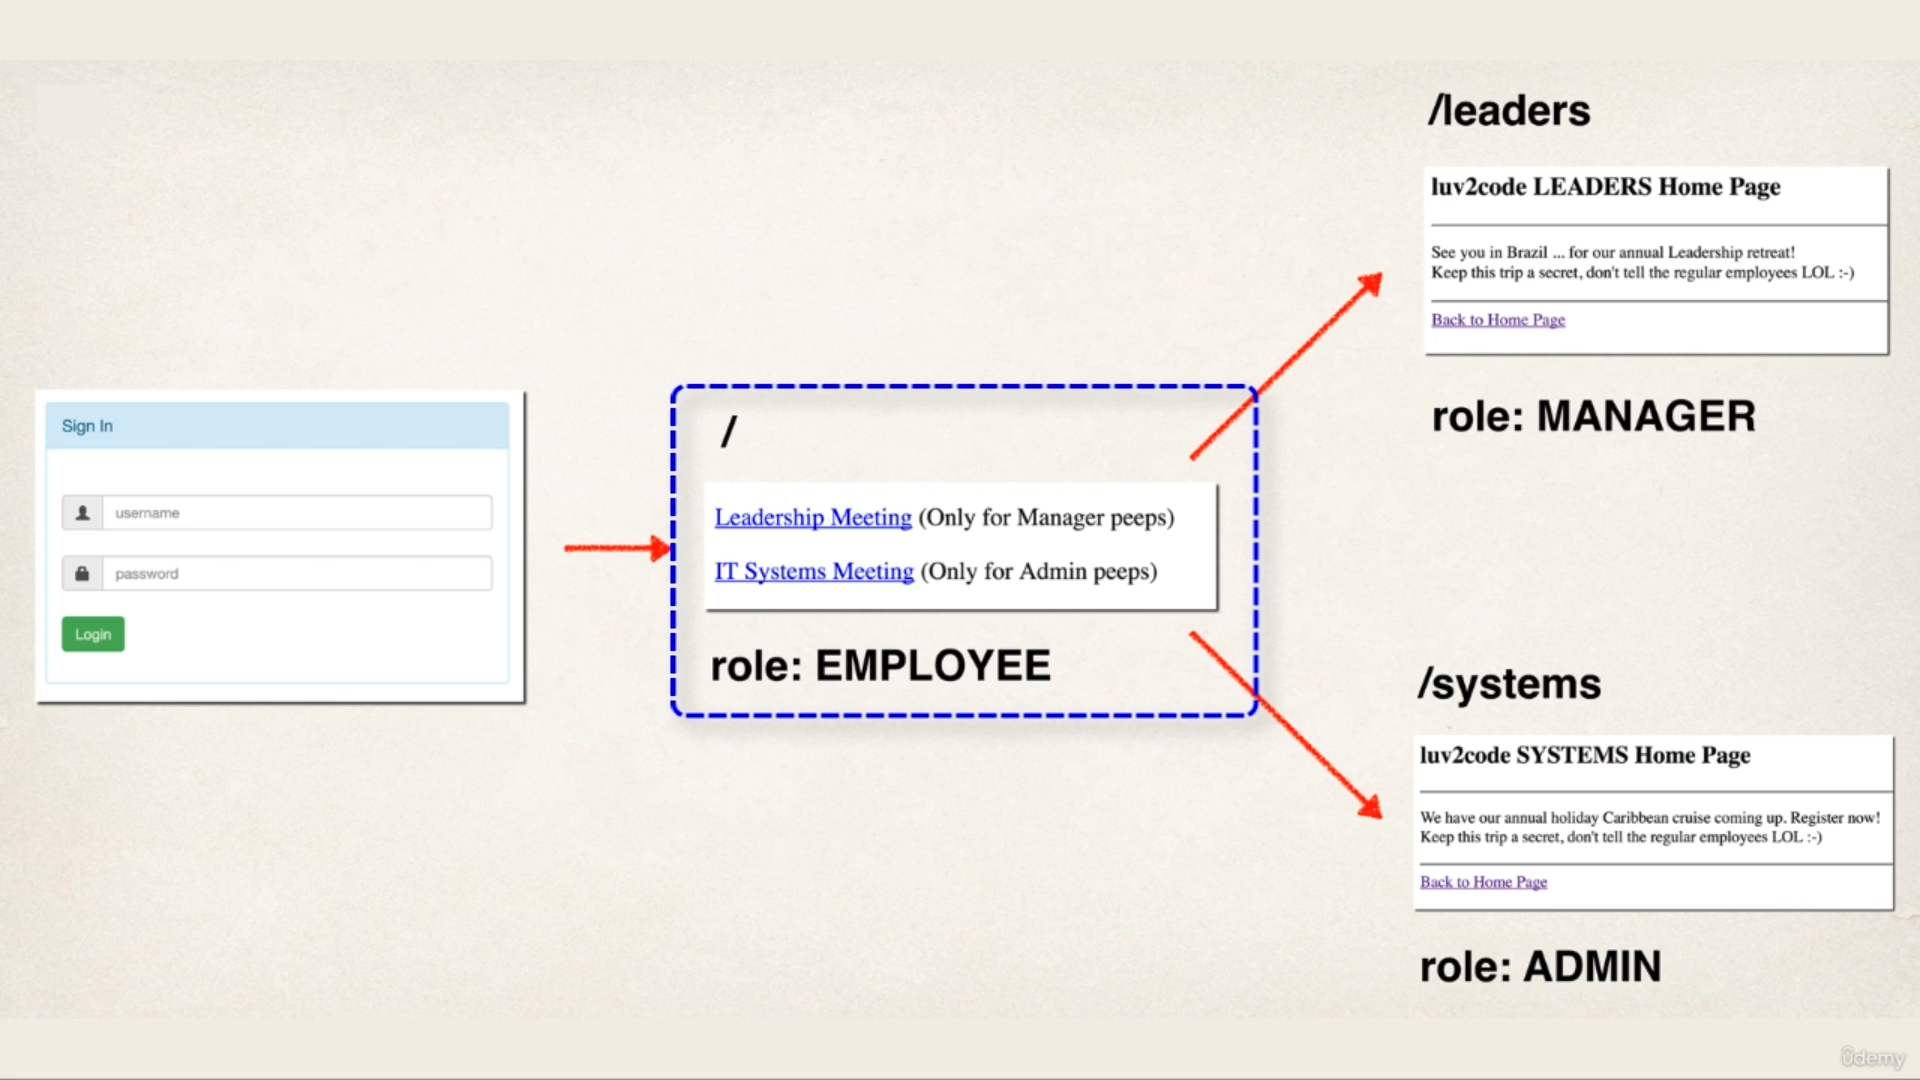 Sign In
username
password
Login
/
Leadership Meeting (Only for Manager peeps)
IT Systems Meeting (Only for Admin peeps)
role: EMPLOYEE
/leaders
luv2code LEADERS Home Page
See you in Brazil ... for our annual Leadership retreat!
Keep this trip a secret, don't tell the regular employees LOL :-)
Back to Home Page
role: MANAGER
/systems
luv2code SYSTEMS Home Page
We have our annual holiday Caribbean cruise coming up. Register now!
Keep this trip a secret, don't tell the regular employees LOL :-)
Back to Home Page
role: ADMIN
ûdemy